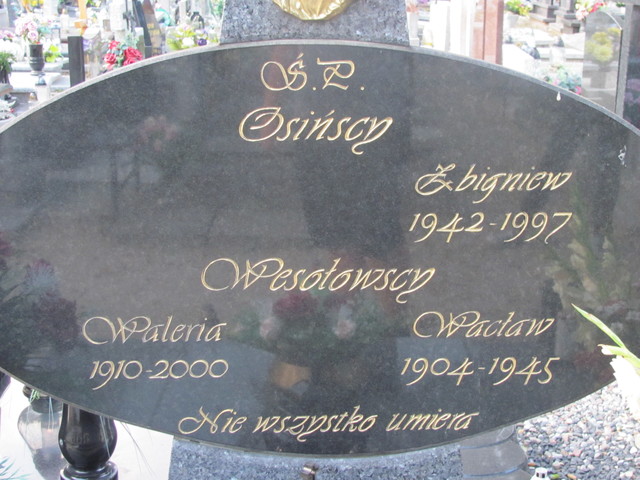 Ś.P.
Osińscy
Zbigniew
1942-1997
Wesołowscy
Waleria Wacław
1910-2000 1904-1945
Nie wszystko umiera